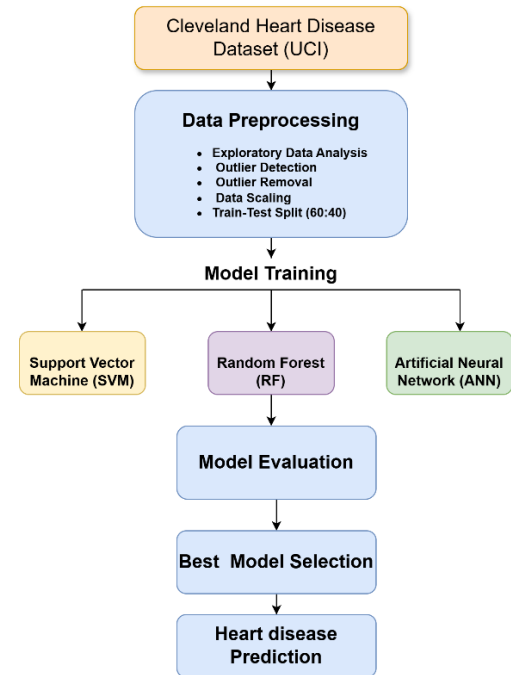 Cleveland Heart Disease
Dataset (UCI)
Data Preprocessing
• Exploratory Data Analysis
• Outlier Detection
• Outlier Removal
• Data Scaling
• Train-Test Split (60:40)
Model Training
Support Vector
Machine (SVM)
Random Forest
(RF)
Artificial Neural
Network (ANN)
Model Evaluation
Best Model Selection
Heart disease
Prediction